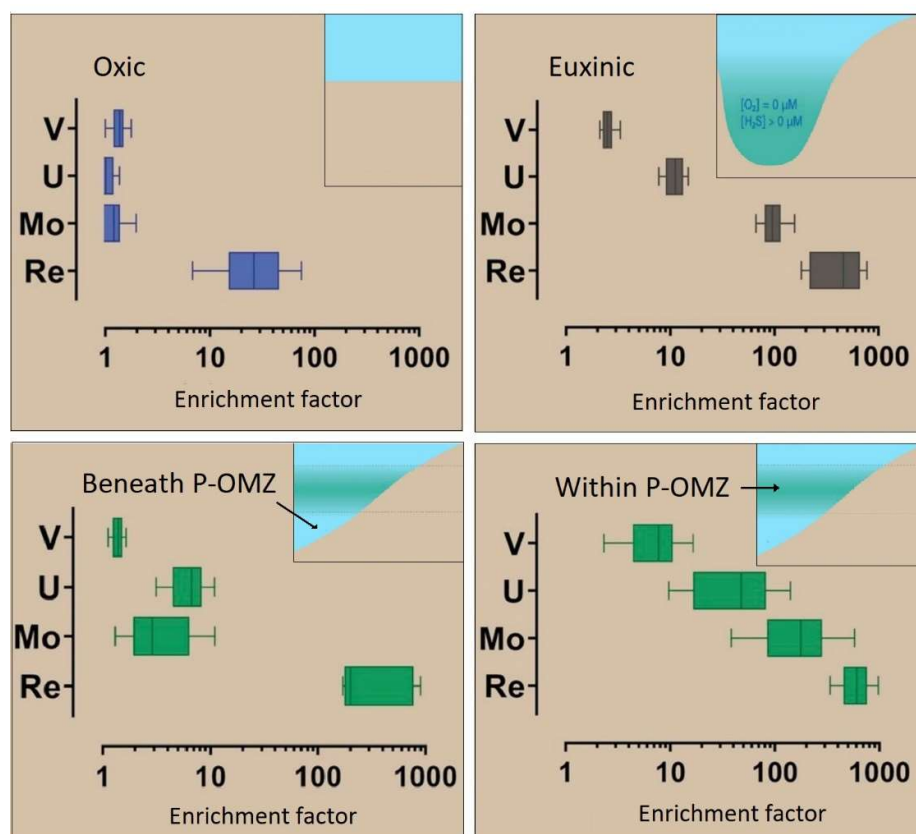 Oxic
V
U
Mo
Re
1 10 100 1000
Enrichment factor
Euxinic
[O₂] = 0 µM
[H₂S] > 0 µM
V
U
Mo
Re
1 10 100 1000
Enrichment factor
Beneath P-OMZ
V
U
Mo
Re
1 10 100 1000
Enrichment factor
Within P-OMZ
V
U
Mo
Re
1 10 100 1000
Enrichment factor